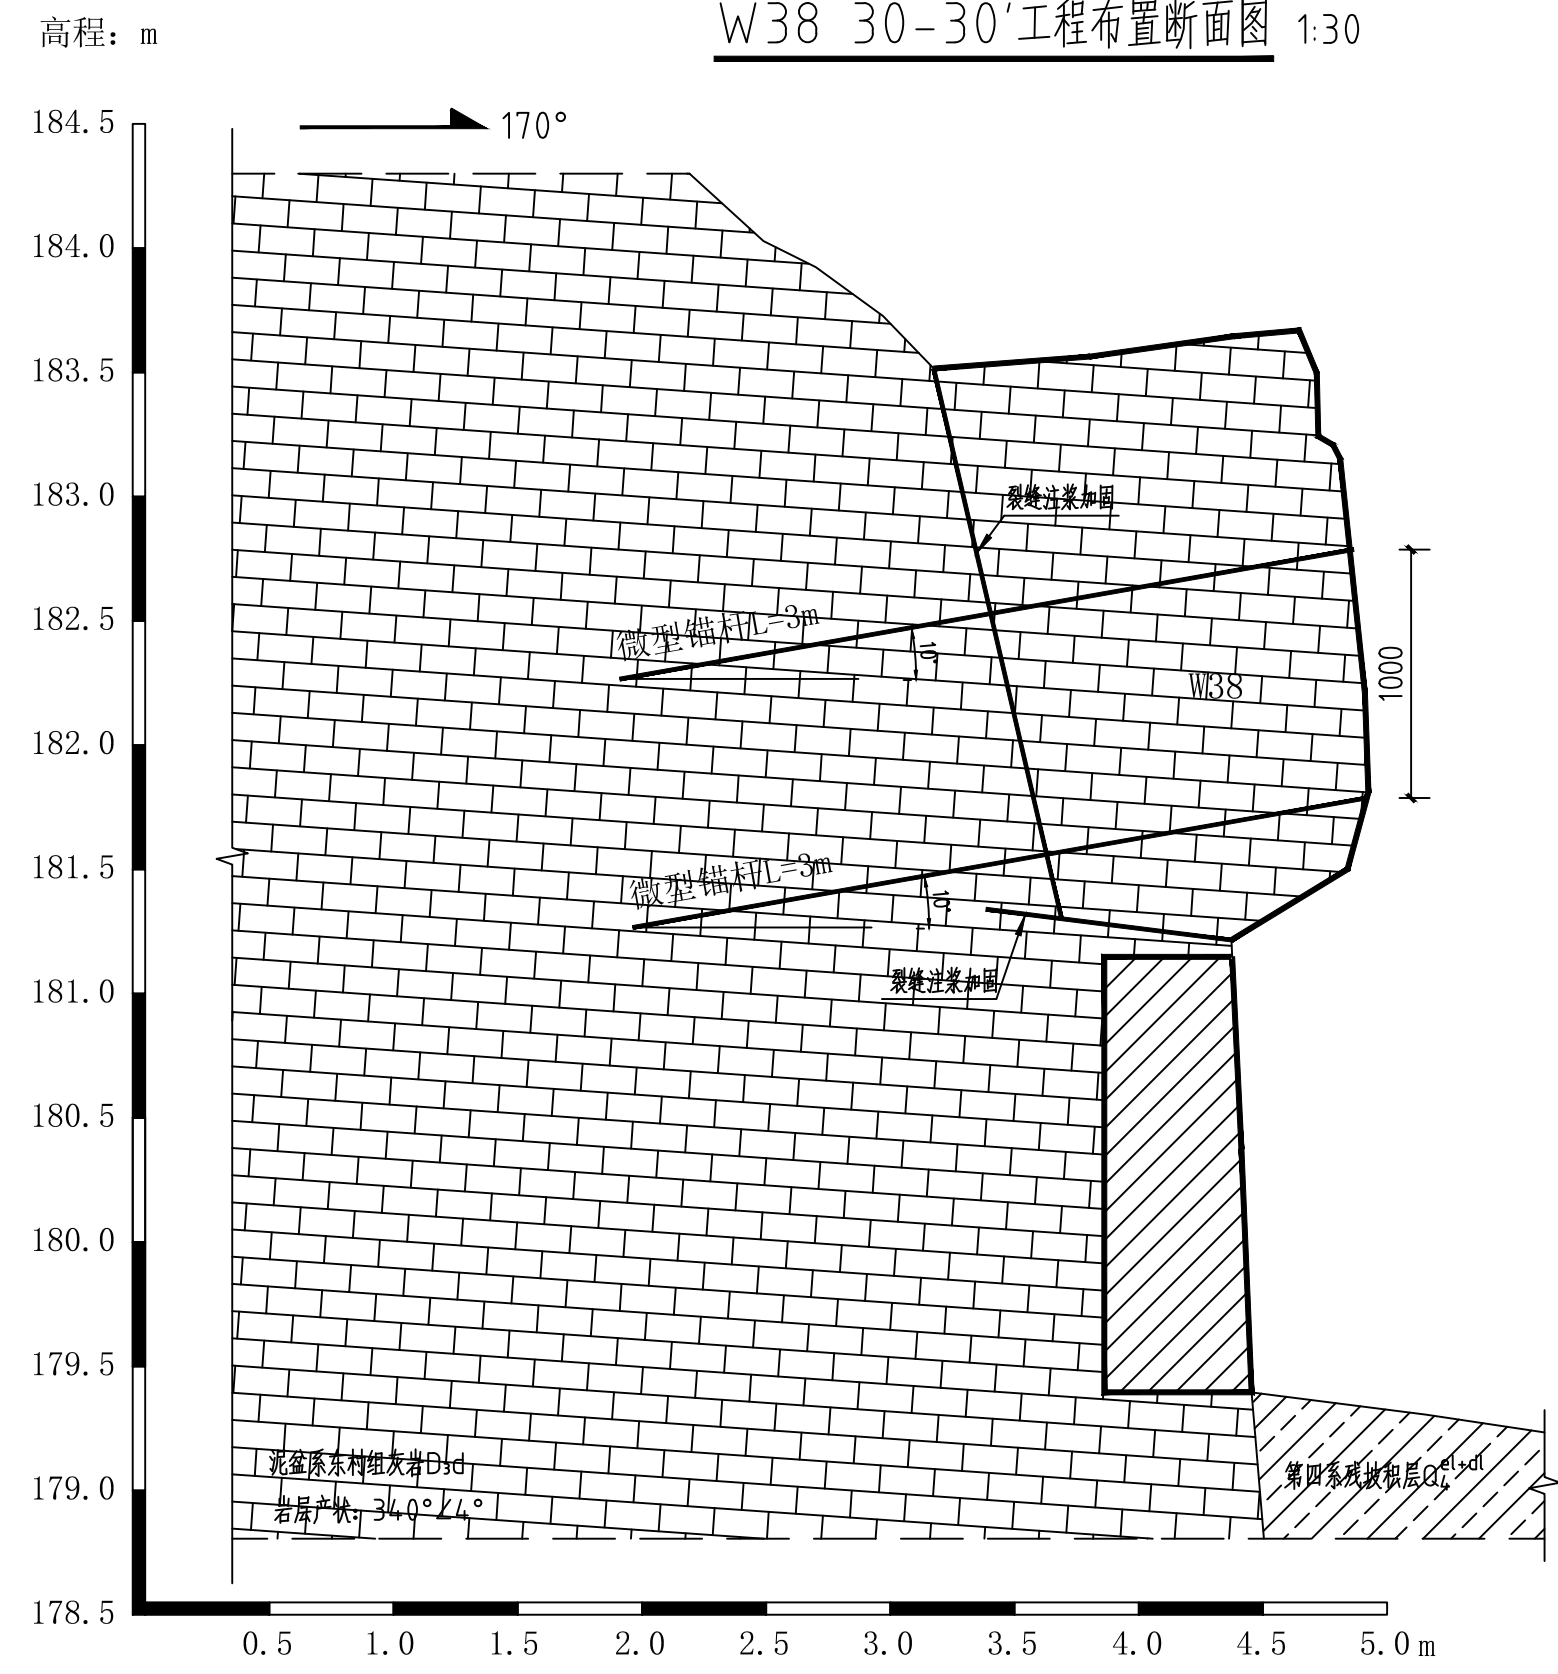 高程：m
W38 30-30'工程布置断面图 1:30
184.5
170°
184.0
183.5
183.0
裂缝注浆加固
182.5
微型锚杆L=3m
10°
W38
1000
182.0
181.5
微型锚杆L=3m
10°
裂缝注浆加固
181.0
180.5
180.0
179.5
泥盆系东村组灰岩D₃d
第四系残坡积层Q₄ᵉˡ⁺ᵈˡ
179.0
岩层产状：340°∠4°
178.5
0.5 1.0 1.5 2.0 2.5 3.0 3.5 4.0 4.5 5.0 m